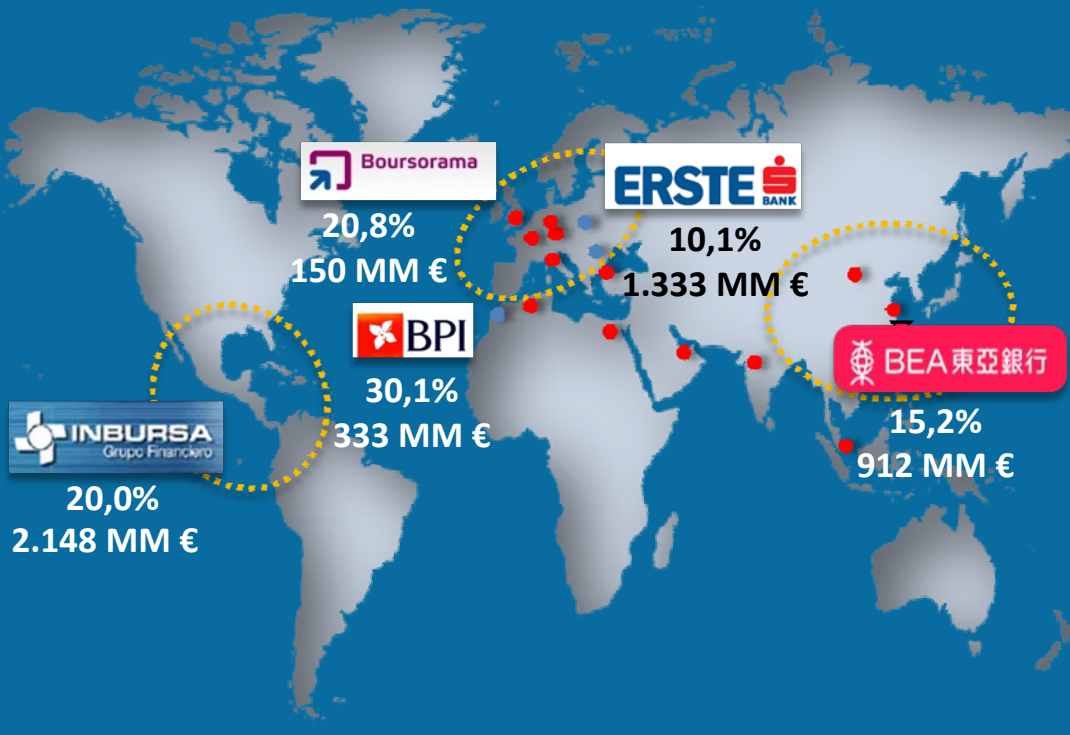 Boursorama
20,8%
150 MM €
ERSTE S
BANK
10,1%
1.333 MM €
BPI
30,1%
333 MM €
BEA東亞銀行
15,2%
912 MM €
INBURSA
Grupo Financiero
20,0%
2.148 MM €